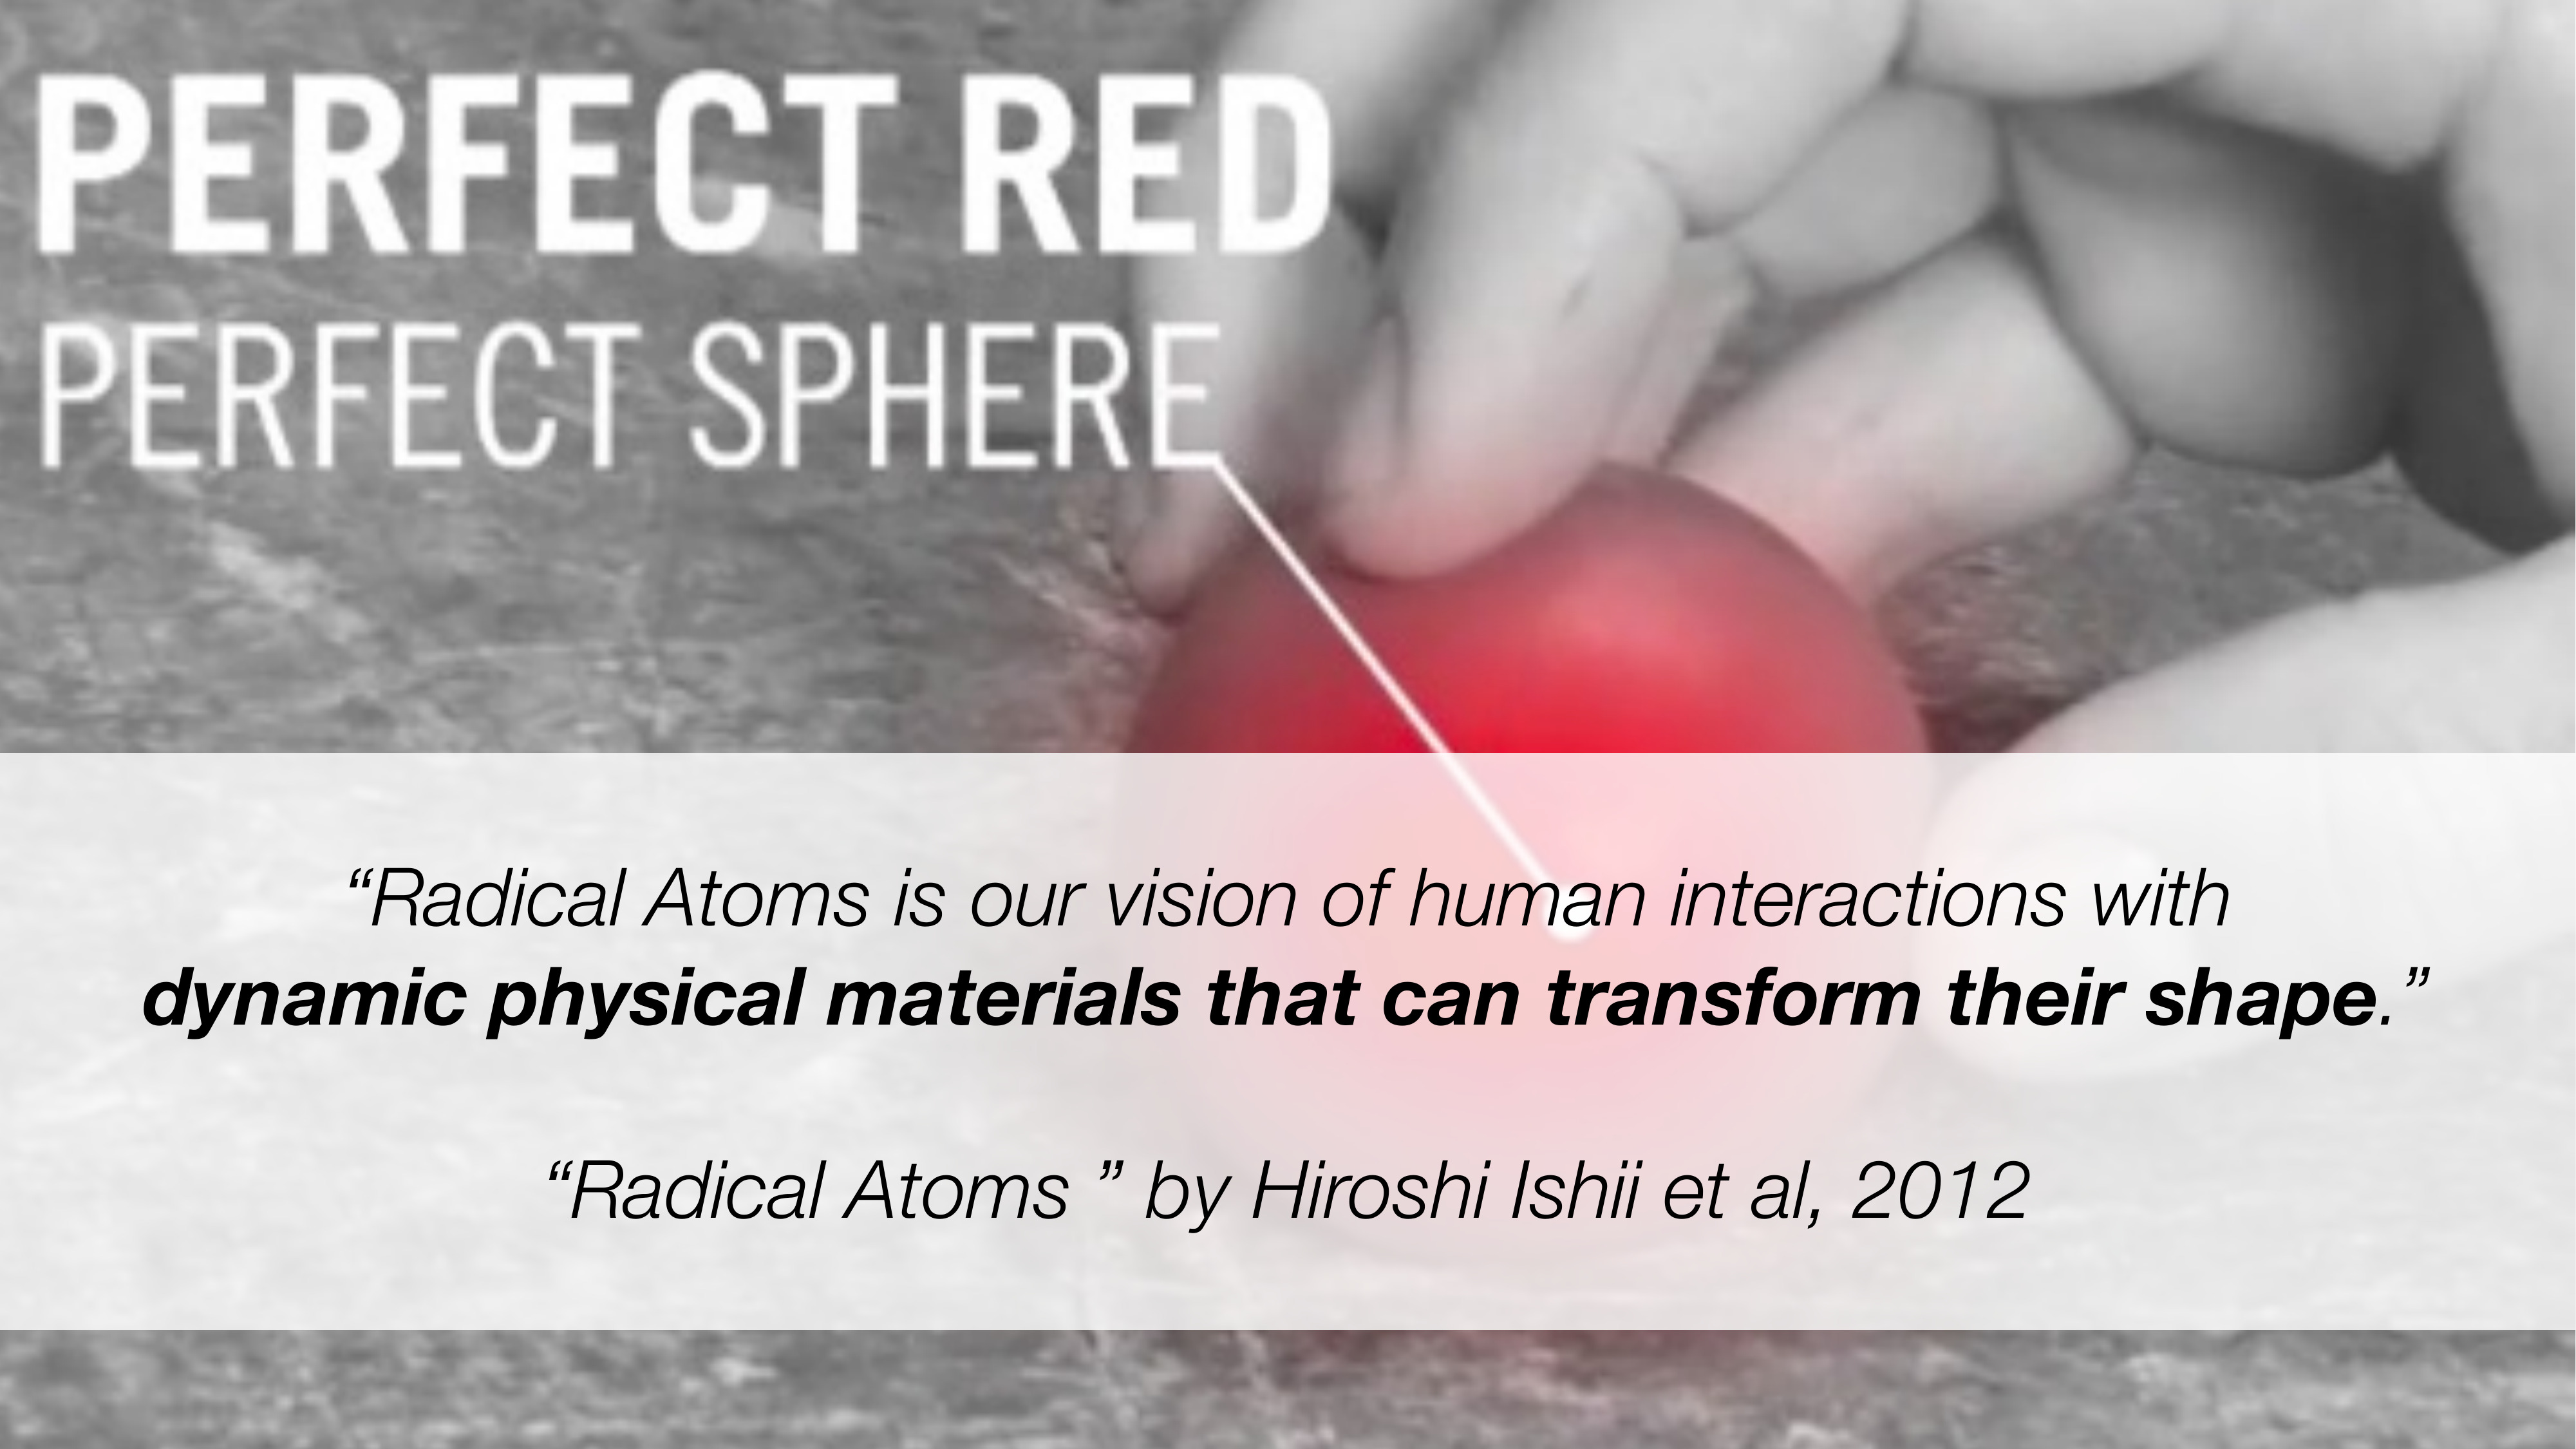 PERFECT RED
PERFECT SPHERE
“Radical Atoms is our vision of human interactions with
dynamic physical materials that can transform their shape.”
“Radical Atoms ” by Hiroshi Ishii et al, 2012